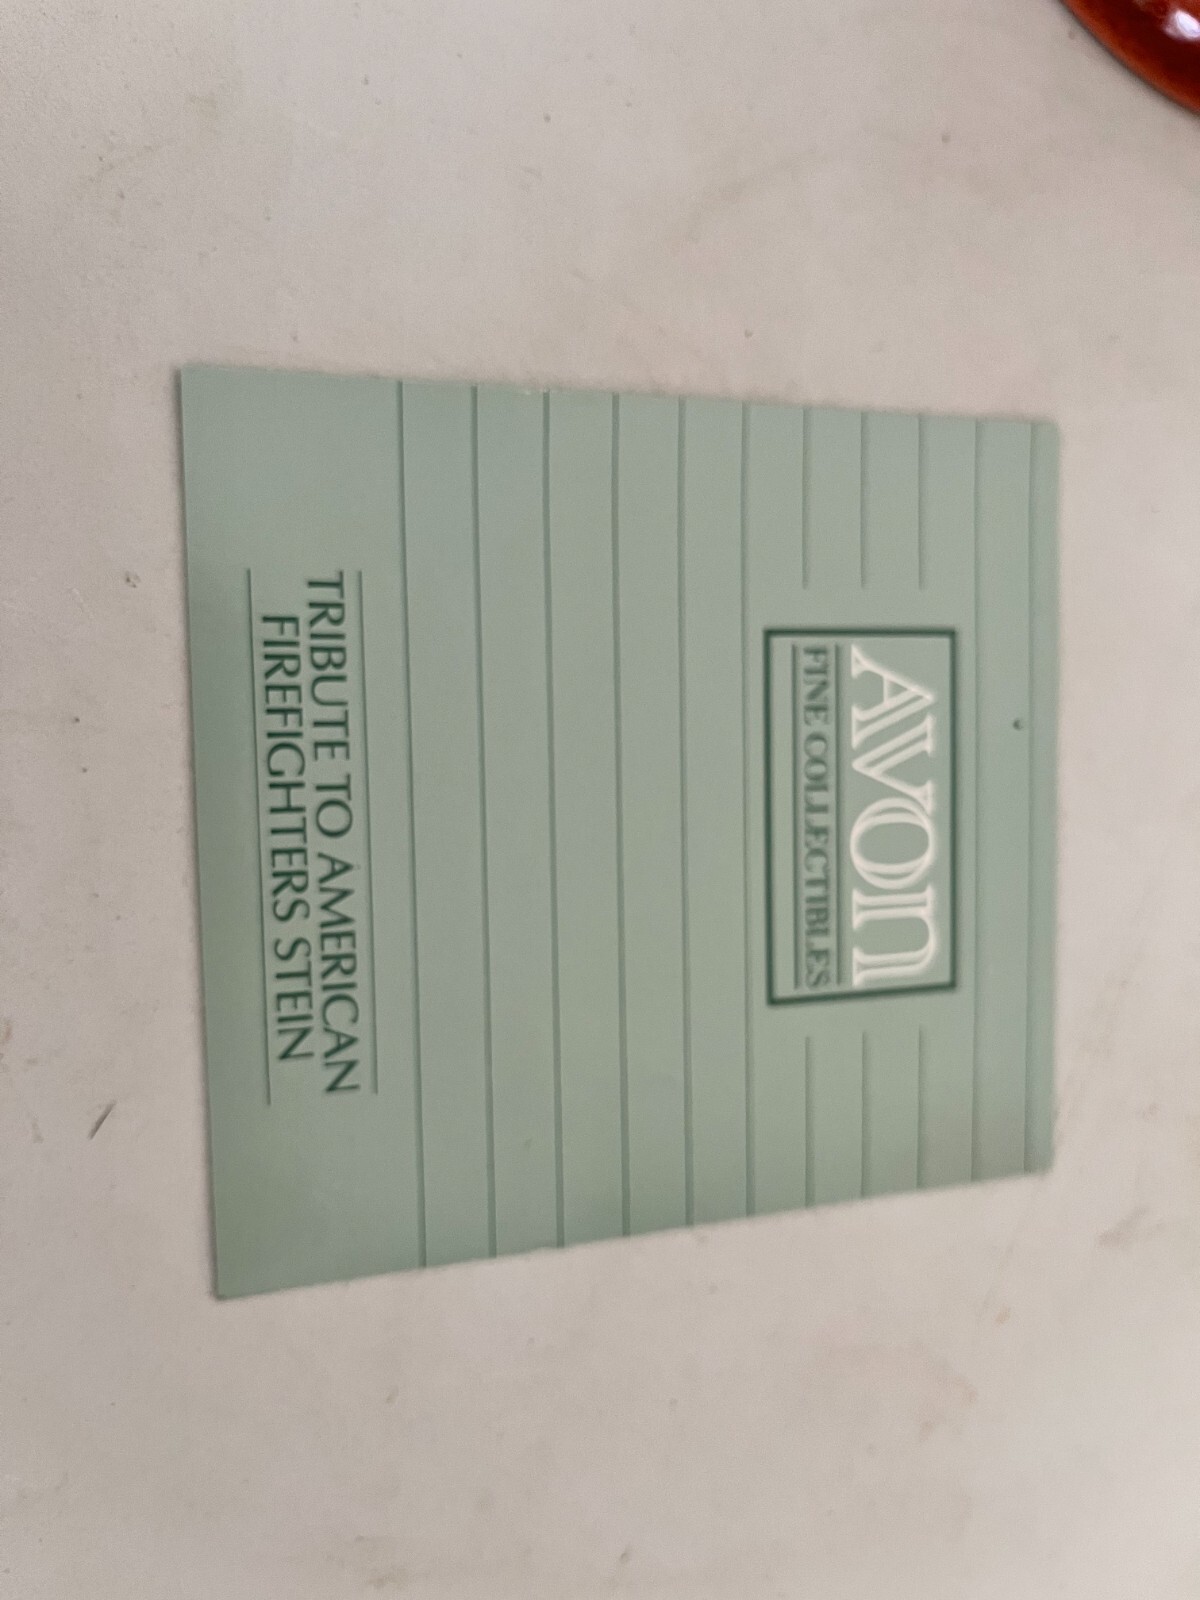 AVON
FINE COLLECTIBLES
TRIBUTE TO AMERICAN
FIREFIGHTERS STEIN